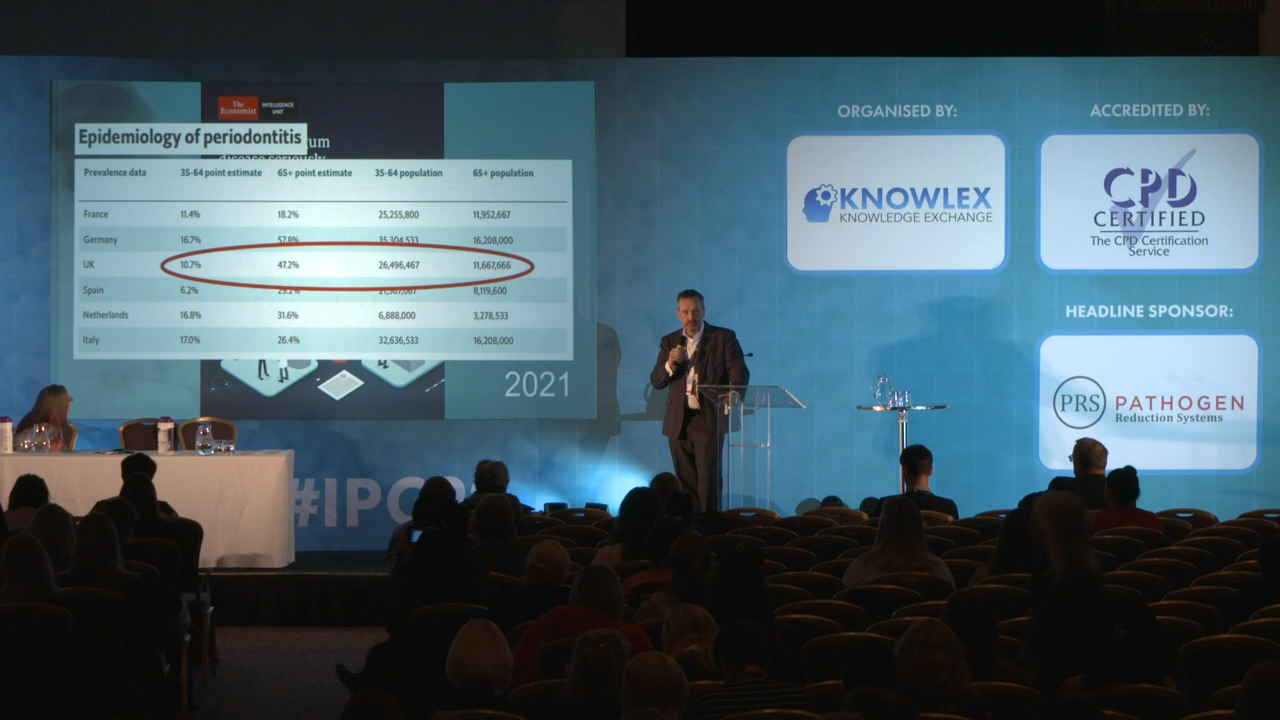 The
Economist
INTELLIGENCE
UNIT
Epidemiology of periodontitis
um
disease seriously
Prevalence data 35-64 point estimate 65+ point estimate 35-64 population 65+ population
France 11.4% 18.2% 25,255,800 11,952,667
Germany 16.7% 57.8% 35,304,533 16,208,000
UK 10.7% 47.2% 26,496,467 11,667,666
Spain 6.2% 8,119,600
Netherlands 16.8% 31.6% 6,888,000 3,278,533
Italy 17.0% 26.4% 32,636,533 16,208,000
2021
#IPC
ORGANISED BY:
KNOWLEX
KNOWLEDGE EXCHANGE
ACCREDITED BY:
CPD
CERTIFIED
The CPD Certification
Service
HEADLINE SPONSOR:
PRS PATHOGEN
Reduction Systems